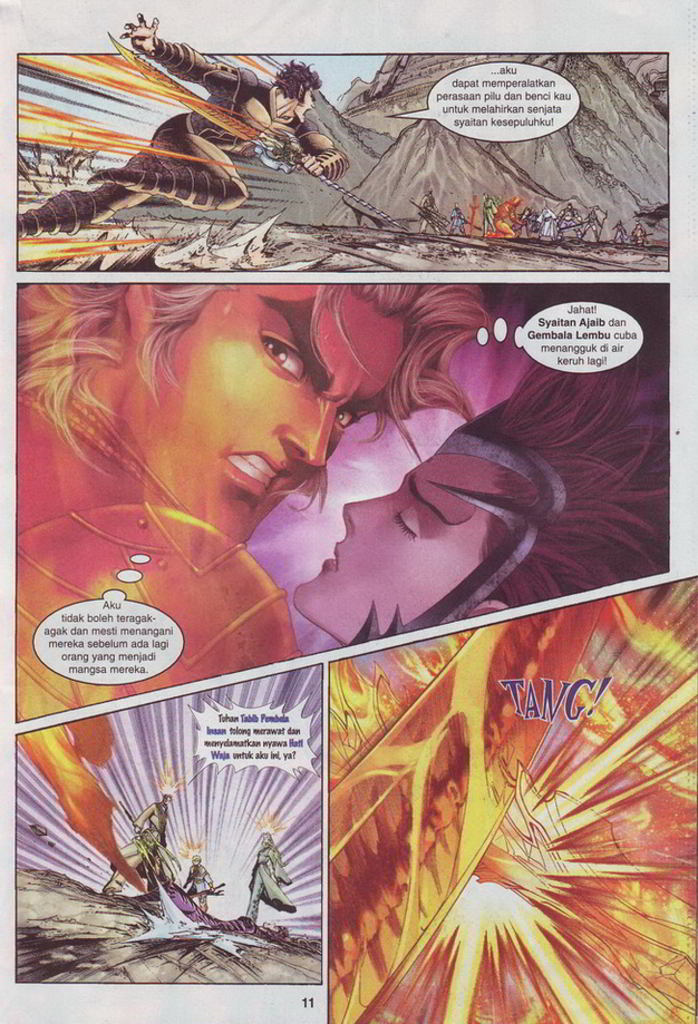 ...aku
dapat memperalatkan
perasaan pilu dan benci kau
untuk melahirkan senjata
syaitan kesepuluhku!
Jahat!
Syaitan Ajaib dan
Gembala Lembu cuba
menangguk di air
keruh lagi!
Aku
tidak boleh teragak-
agak dan mesti menangani
mereka sebelum ada lagi
orang yang menjadi
mangsa mereka.
Tuhan Tabib Pembela
Insan tolong merawat dan
menyelamatkan nyawa Hati
Waja untuk aku ini, ya?
TANG!
11